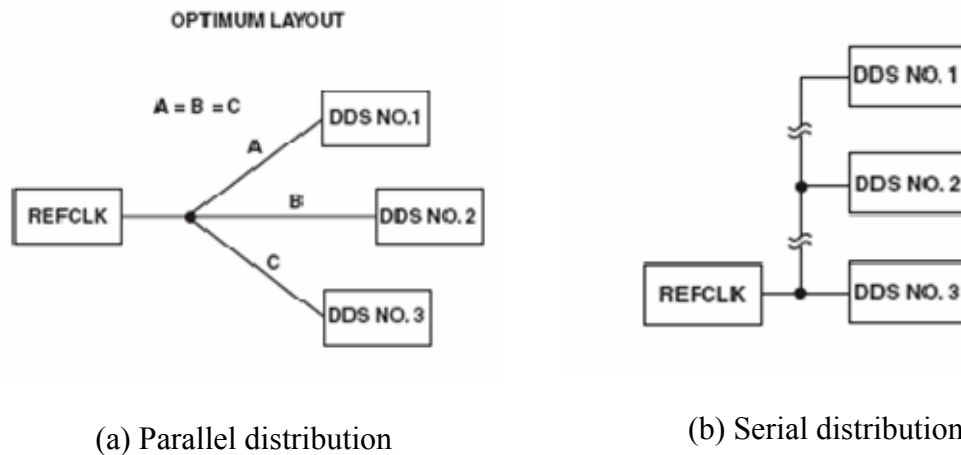 OPTIMUM LAYOUT
A = B = C
DDS NO.1
A
REFCLK
B
DDS NO. 2
C
DDS NO. 3
(a) Parallel distribution
DDS NO. 1
DDS NO. 2
REFCLK
DDS NO. 3
(b) Serial distribution